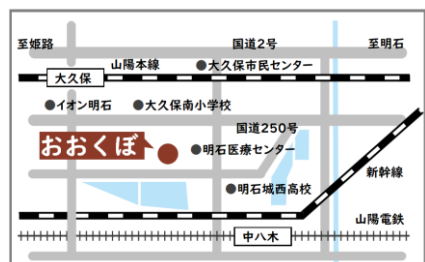 至姫路
国道2号
至明石
山陽本線
大久保市民センター
大久保
イオン明石
大久保南小学校
国道250号
おおくぼ
明石医療センター
新幹線
明石城西高校
山陽電鉄
中八木